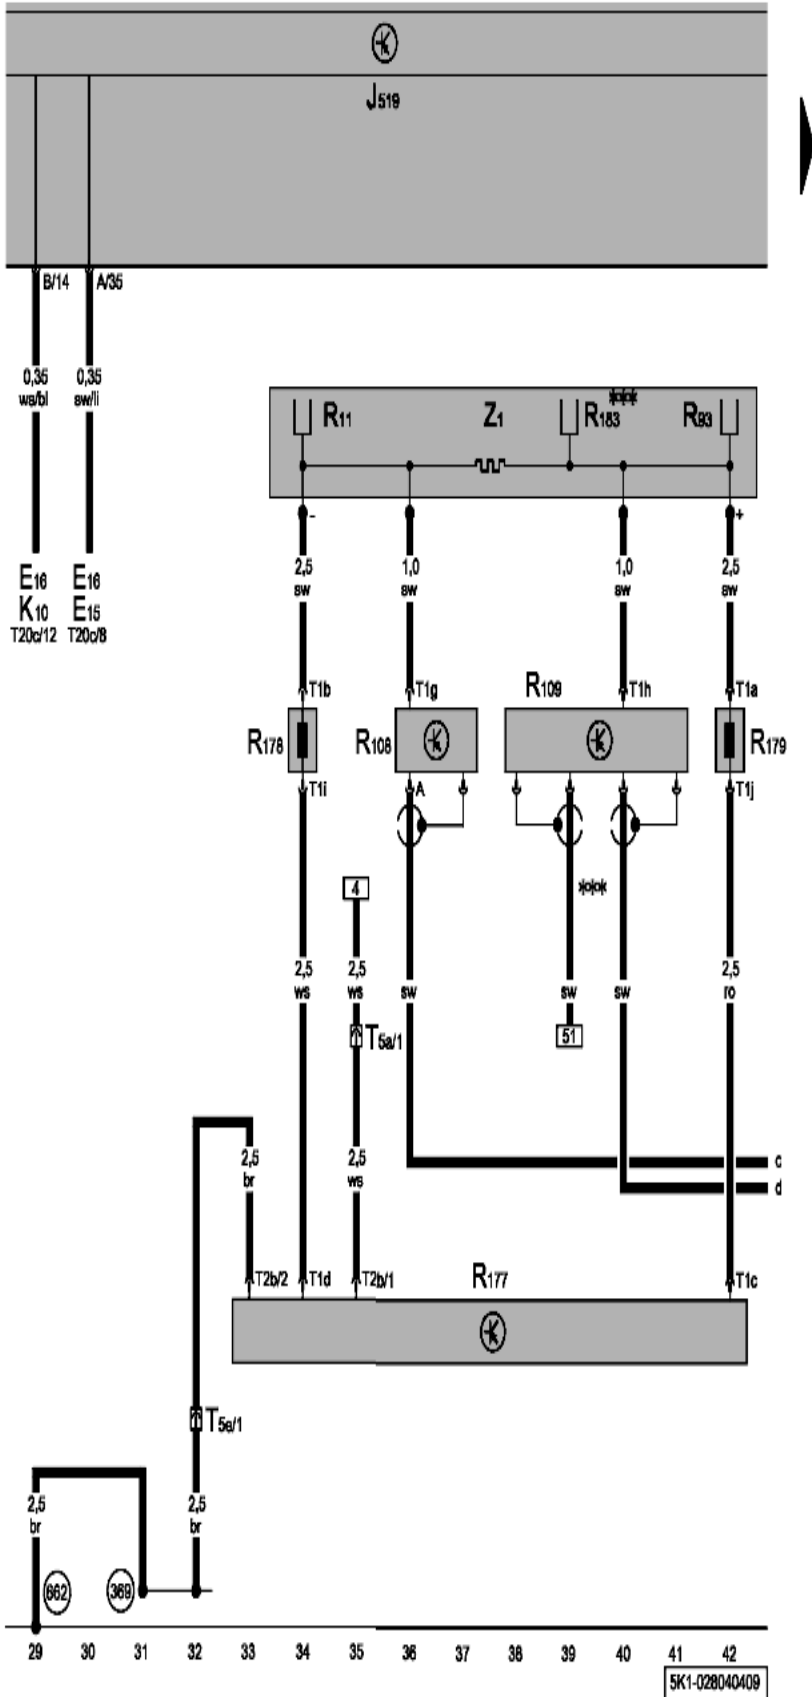 J519
B/14 A/35
0,35 0,35
ws/bl sw/li
E16 E16
K10 E15
T20c/12 T20c/8
R11 Z1 R183 *** R93
- +
2,5 1,0 1,0 2,5
sw sw sw sw
T1b T1g R109 T1h T1a
R178 R108 R179
T1i A T1j
4 ***
2,5 2,5 2,5
ws ws sw sw sw ro
T5a/1 51
2,5 2,5
br ws
c
d
T2b/2 T1d T2b/1 R177 T1c
T5e/1
2,5 2,5
br br
662 369
29 30 31 32 33 34 35 36 37 38 39 40 41 42
5K1-028040409